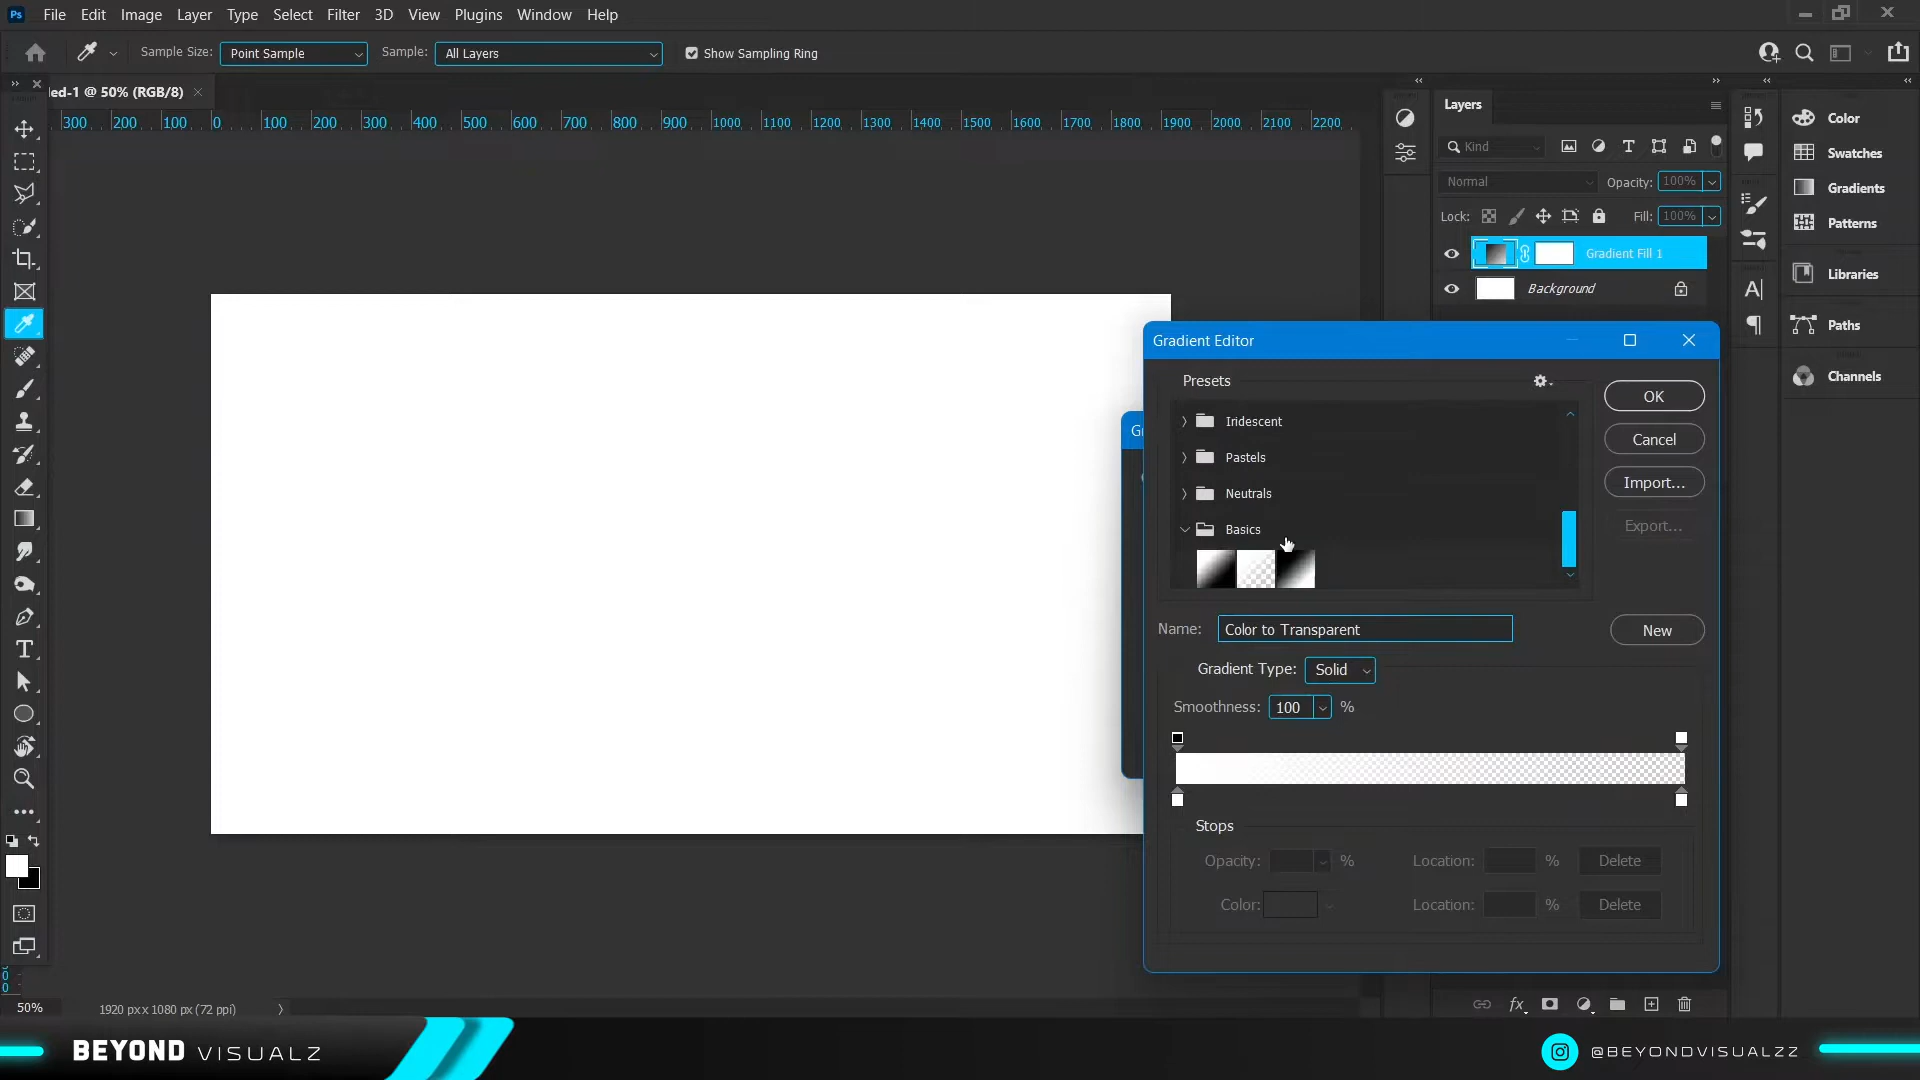 Ps File Edit Image Layer Type Select Filter 3D View Plugins Window Help
Sample Size: Point Sample Sample: All Layers Show Sampling Ring
led-1 @ 50% (RGB/8)
300 200 100 0 100 200 300 400 500 600 700 800 900 1000 1100 1200 1300 1400 1500 1600 1700 1800 1900 2000 2100 2200
Layers
Kind
Normal Opacity: 100%
Lock: Fill: 100%
Gradient Fill 1
Background
Color
Swatches
Gradients
Patterns
Libraries
Paths
Channels
Gradient Editor
Presets
Iridescent
Pastels
Neutrals
Basics
OK
Cancel
Import...
Export...
Name: Color to Transparent New
Gradient Type: Solid
Smoothness: 100 %
Stops
Opacity: % Location: % Delete
Color: Location: % Delete
50% 1920 px x 1080 px (72 ppi)
BEYOND VISUALZ
@BEYONDVISUALZZ